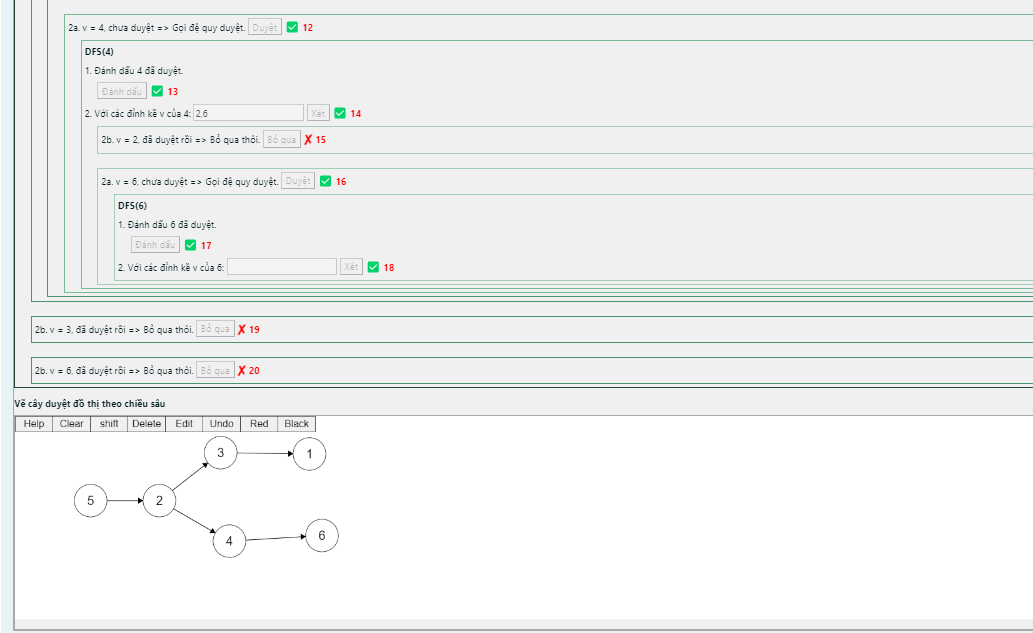 2a. v = 4, chưa duyệt => Gọi đệ quy duyệt. Duyệt 12
DFS(4)
1. Đánh dấu 4 đã duyệt.
Đánh dấu 13
2. Với các đỉnh kề v của 4: 2,6 Xét 14
2b. v = 2, đã duyệt rồi => Bỏ qua thôi. Bỏ qua ✗ 15
2a. v = 6, chưa duyệt => Gọi đệ quy duyệt. Duyệt 16
DFS(6)
1. Đánh dấu 6 đã duyệt.
Đánh dấu 17
2. Với các đỉnh kề v của 6: Xét 18
2b. v = 3, đã duyệt rồi => Bỏ qua thôi. Bỏ qua ✗ 19
2b. v = 6, đã duyệt rồi => Bỏ qua thôi. Bỏ qua ✗ 20
Vẽ cây duyệt đồ thị theo chiều sâu
Help Clear shift Delete Edit Undo Red Black
3 1
5 2
4 6